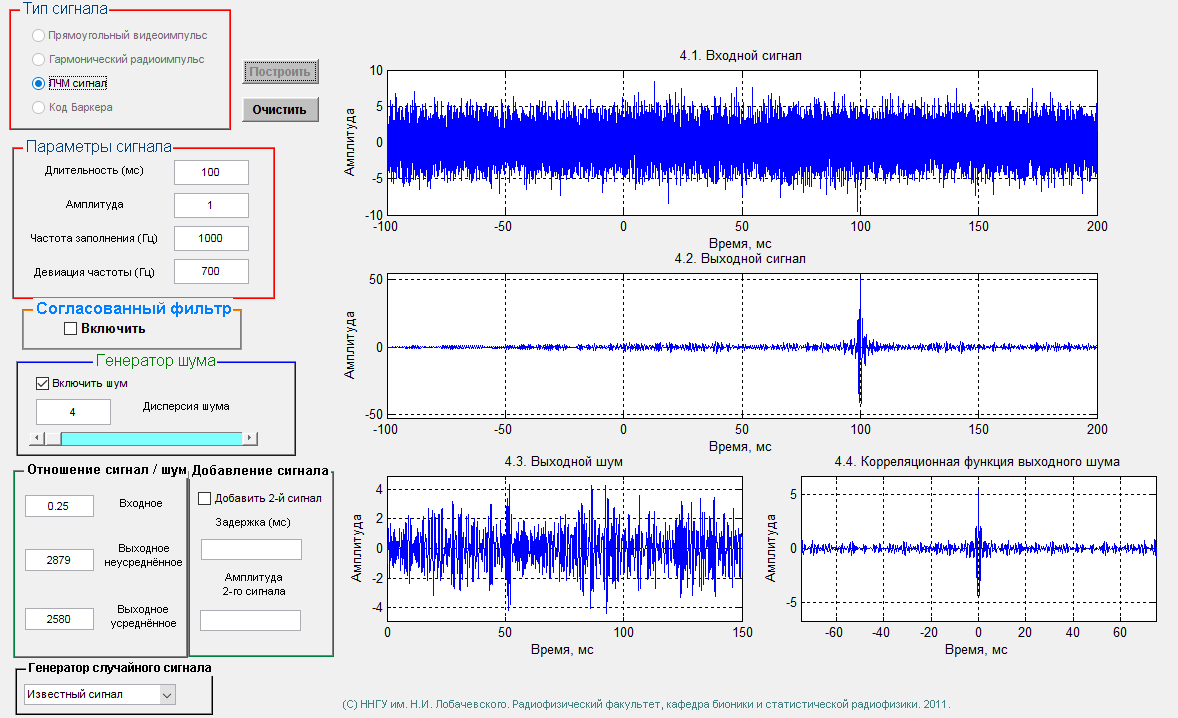 Тип сигнала
Прямоугольный видеоимпульс
Гармонический радиоимпульс
ЛЧМ сигнал
Код Баркера
Построить
Очистить
Параметры сигнала
Длительность (мс)
100
Амплитуда
1
Частота заполнения (Гц)
1000
Девиация частоты (Гц)
700
Согласованный фильтр
Включить
Генератор шума
Включить шум
4
Дисперсия шума
Отношение сигнал / шум
0.25
Входное
2879
Выходное
неусреднённое
2580
Выходное
усреднённое
Добавление сигнала
Добавить 2-й сигнал
Задержка (мс)
Амплитуда
2-го сигнала
Генератор случайного сигнала
Известный сигнал
4.1. Входной сигнал
Амплитуда
10
5
0
-5
-10
-100
-50
0
50
100
150
200
Время, мс
4.2. Выходной сигнал
Амплитуда
50
0
-50
-100
-50
0
50
100
150
200
Время, мс
4.3. Выходной шум
Амплитуда
4
2
0
-2
-4
0
50
100
150
Время, мс
4.4. Корреляционная функция выходного шума
Амплитуда
5
0
-5
-60
-40
-20
0
20
40
60
Время, мс
(С) ННГУ им. Н.И. Лобачевского. Радиофизический факультет, кафедра бионики и статистической радиофизики. 2011.